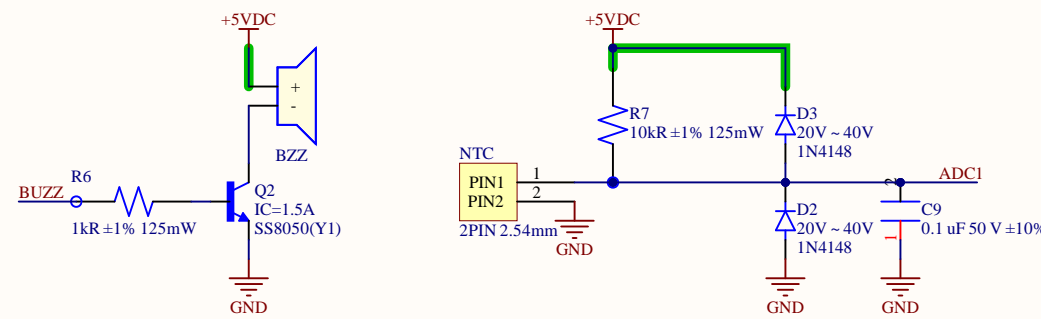 +5VDC
+
-
BZZ
R6
BUZZ
1kR ±1% 125mW
Q2
IC=1.5A
SS8050(Y1)
GND
+5VDC
R7
10kR ±1% 125mW
D3
20V ~ 40V
1N4148
NTC
PIN1
PIN2
1
2
2PIN 2.54mm
GND
ADC1
D2
20V ~ 40V
1N4148
GND
2
1
C9
0.1 uF 50 V ±10%
GND